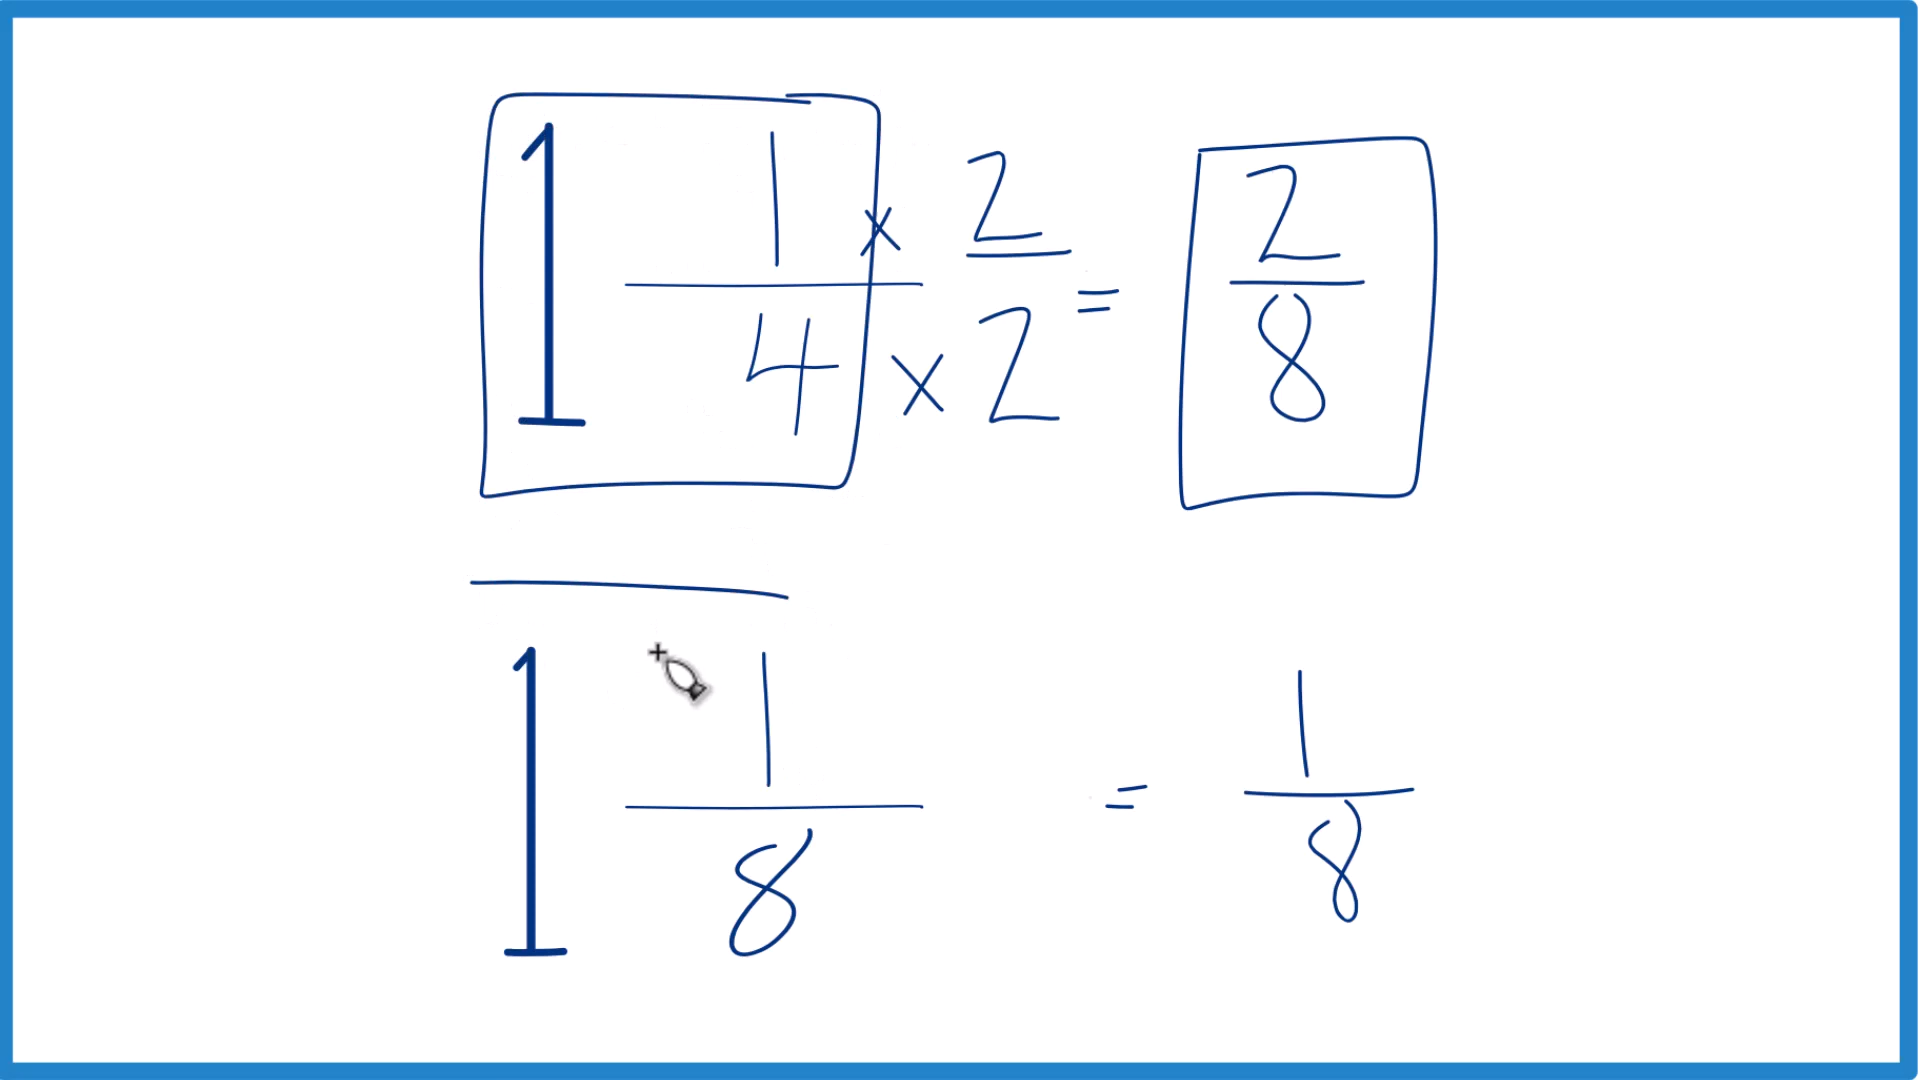 1 1/4 × 2/× 2 = 2/8
1 1/8 = 1/8